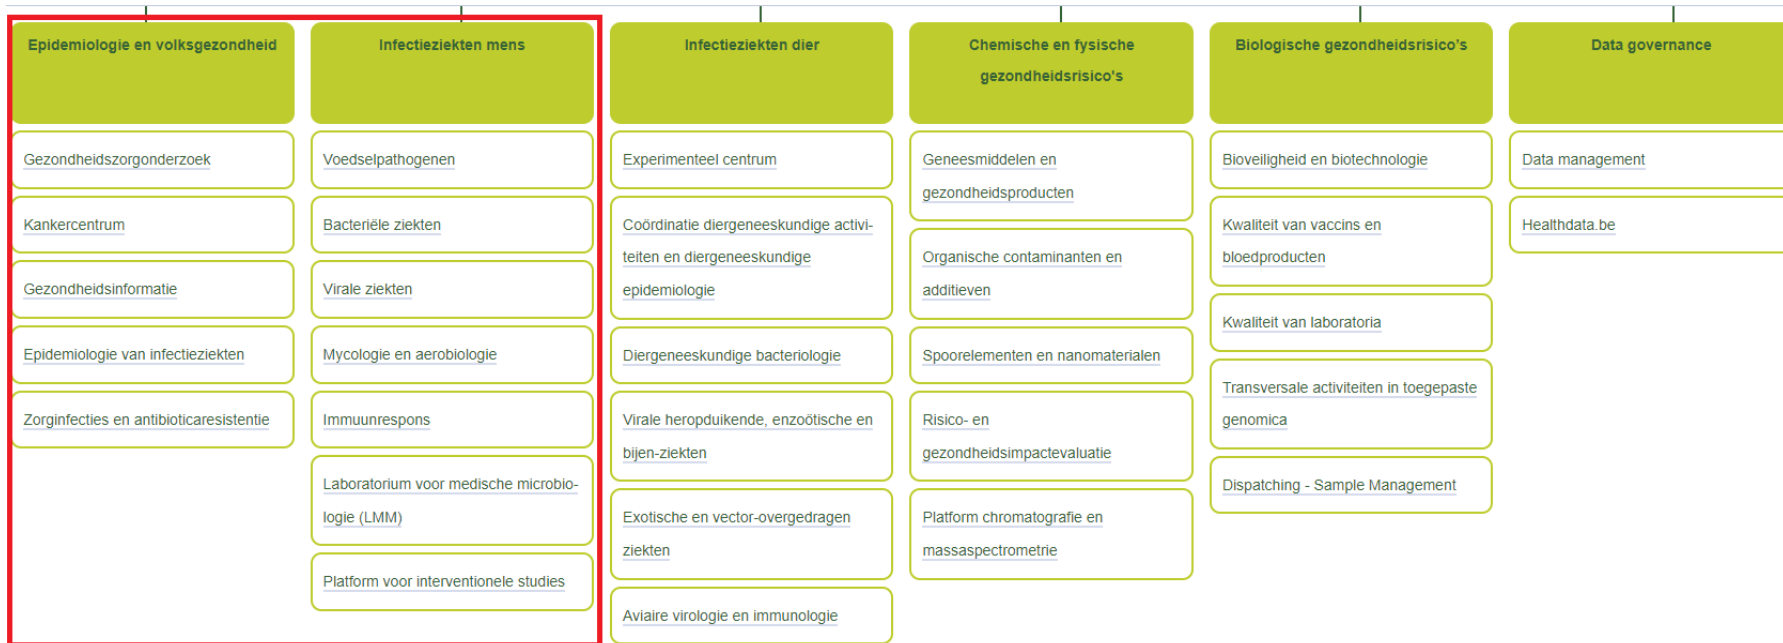 Epidemiologie en volksgezondheid
Gezondheidszorgonderzoek
Kankercentrum
Gezondheidsinformatie
Epidemiologie van infectieziekten
Zorginfecties en antibioticaresistentie
Infectieziekten mens
Voedselpathogenen
Bacteriële ziekten
Virale ziekten
Mycologie en aerobiologie
Immuunrespons
Laboratorium voor medische microbio-
logie (LMM)
Platform voor interventionele studies
Infectieziekten dier
Experimenteel centrum
Coördinatie diergeneeskundige activi-
teiten en diergeneeskundige
epidemiologie
Diergeneeskundige bacteriologie
Virale heropduikende, enzoötische en
bijen-ziekten
Exotische en vector-overgedragen
ziekten
Aviaire virologie en immunologie
Chemische en fysische
gezondheidsrisico's
Geneesmiddelen en
gezondheidsproducten
Organische contaminanten en
additieven
Spoorelementen en nanomaterialen
Risico- en
gezondheidsimpactevaluatie
Platform chromatografie en
massaspectrometrie
Biologische gezondheidsrisico's
Bioveiligheid en biotechnologie
Kwaliteit van vaccins en
bloedproducten
Kwaliteit van laboratoria
Transversale activiteiten in toegepaste
genomica
Dispatching - Sample Management
Data governance
Data management
Healthdata.be